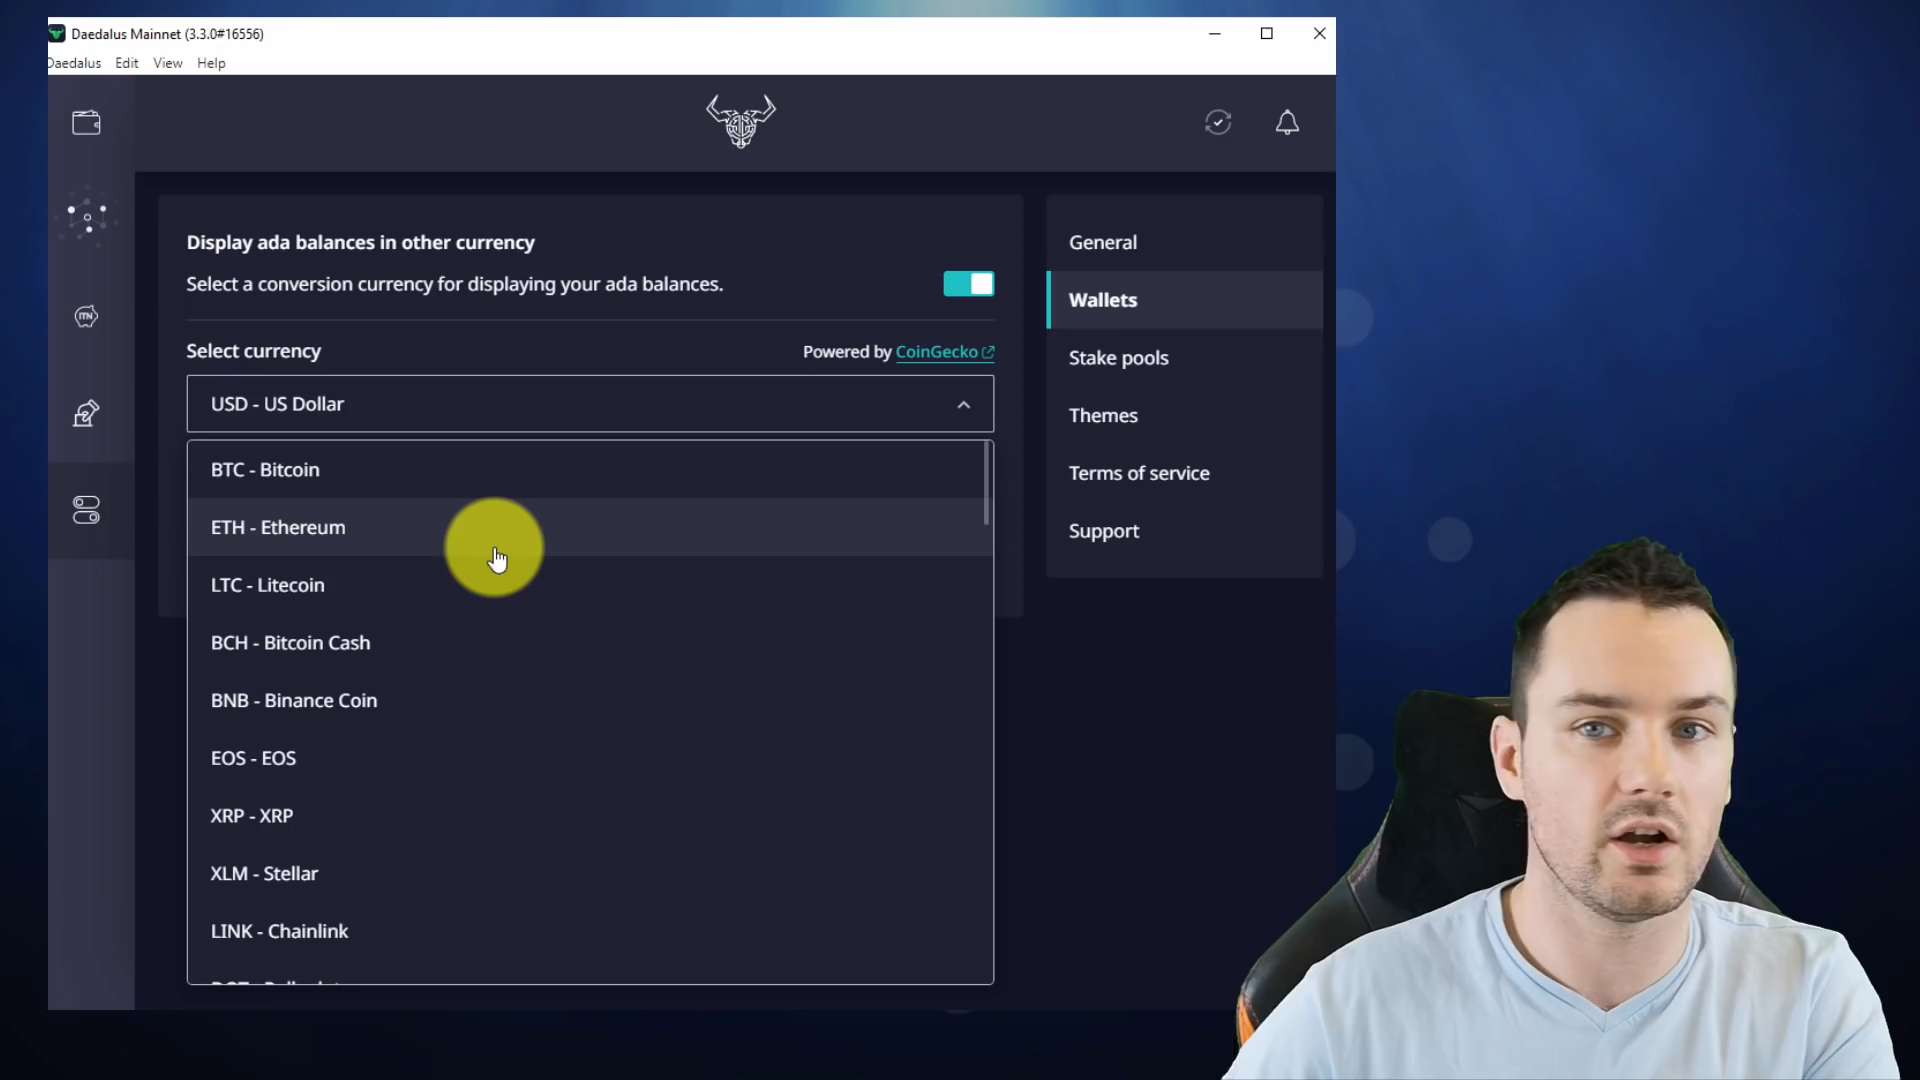 Daedalus Mainnet (3.3.0#16556)
Daedalus Edit View Help
Display ada balances in other currency
Select a conversion currency for displaying your ada balances.
Select currency
Powered by CoinGecko
USD - US Dollar
BTC - Bitcoin
ETH - Ethereum
LTC - Litecoin
BCH - Bitcoin Cash
BNB - Binance Coin
EOS - EOS
XRP - XRP
XLM - Stellar
LINK - Chainlink
General
Wallets
Stake pools
Themes
Terms of service
Support
ITN